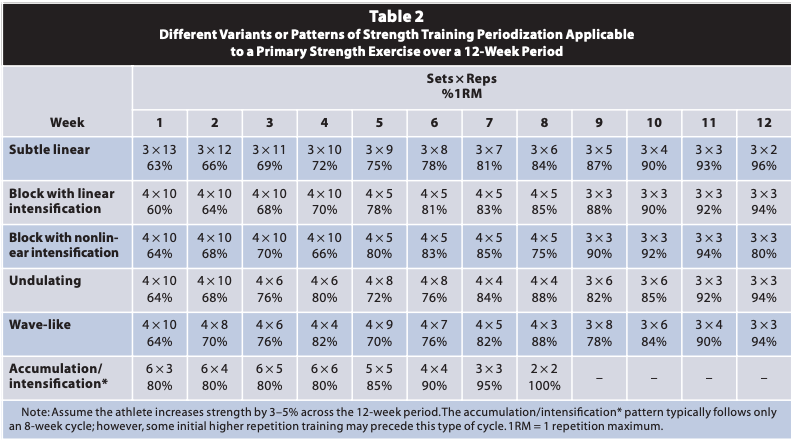 Table 2
Different Variants or Patterns of Strength Training Periodization Applicable
to a Primary Strength Exercise over a 12-Week Period
Sets × Reps
%1RM
Week 1 2 3 4 5 6 7 8 9 10 11 12
Subtle linear 3 × 13 3 × 12 3 × 11 3 × 10 3 × 9 3 × 8 3 × 7 3 × 6 3 × 5 3 × 4 3 × 3 3 × 2
63% 66% 69% 72% 75% 78% 81% 84% 87% 90% 93% 96%
Block with linear 4 × 10 4 × 10 4 × 10 4 × 10 4 × 5 4 × 5 4 × 5 4 × 5 3 × 3 3 × 3 3 × 3 3 × 3
intensification 60% 64% 68% 70% 78% 81% 83% 85% 88% 90% 92% 94%
Block with nonlin- 4 × 10 4 × 10 4 × 10 4 × 10 4 × 5 4 × 5 4 × 5 4 × 5 3 × 3 3 × 3 3 × 3 3 × 3
ear intensification 64% 68% 70% 66% 80% 83% 85% 75% 90% 92% 94% 80%
Undulating 4 × 10 4 × 10 4 × 6 4 × 6 4 × 8 4 × 8 4 × 4 4 × 4 3 × 6 3 × 6 3 × 3 3 × 3
64% 68% 76% 80% 72% 76% 84% 88% 82% 85% 92% 94%
Wave-like 4 × 10 4 × 8 4 × 6 4 × 4 4 × 9 4 × 7 4 × 5 4 × 3 3 × 8 3 × 6 3 × 4 3 × 3
64% 70% 76% 82% 70% 76% 82% 88% 78% 84% 90% 94%
Accumulation/ 6 × 3 6 × 4 6 × 5 6 × 6 5 × 5 4 × 4 3 × 3 2 × 2 – – – –
intensification* 80% 80% 80% 80% 85% 90% 95% 100%
Note: Assume the athlete increases strength by 3–5% across the 12-week period. The accumulation/intensification* pattern typically follows only
an 8-week cycle; however, some initial higher repetition training may precede this type of cycle. 1RM = 1 repetition maximum.